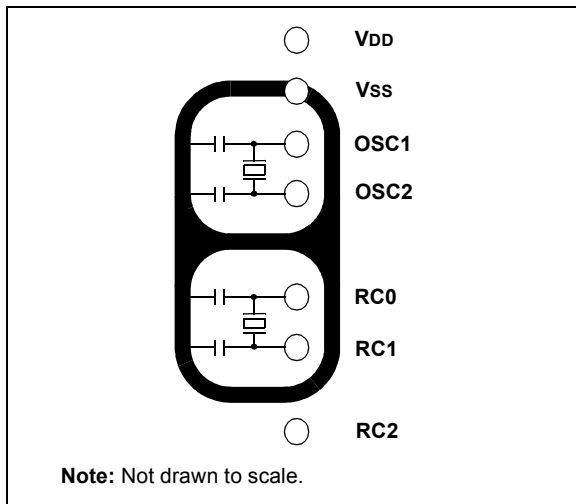 VDD
VSS
OSC1
OSC2
RC0
RC1
RC2
Note: Not drawn to scale.